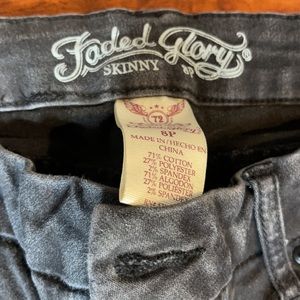 Faded Glory
SKINNY 8P
72
8P
MADE IN/HECHO EN
CHINA
71% COTTON
27% POLYESTER
2% SPANDEX
71% ALGODON
27% POLIESTER
2% SPANDEX